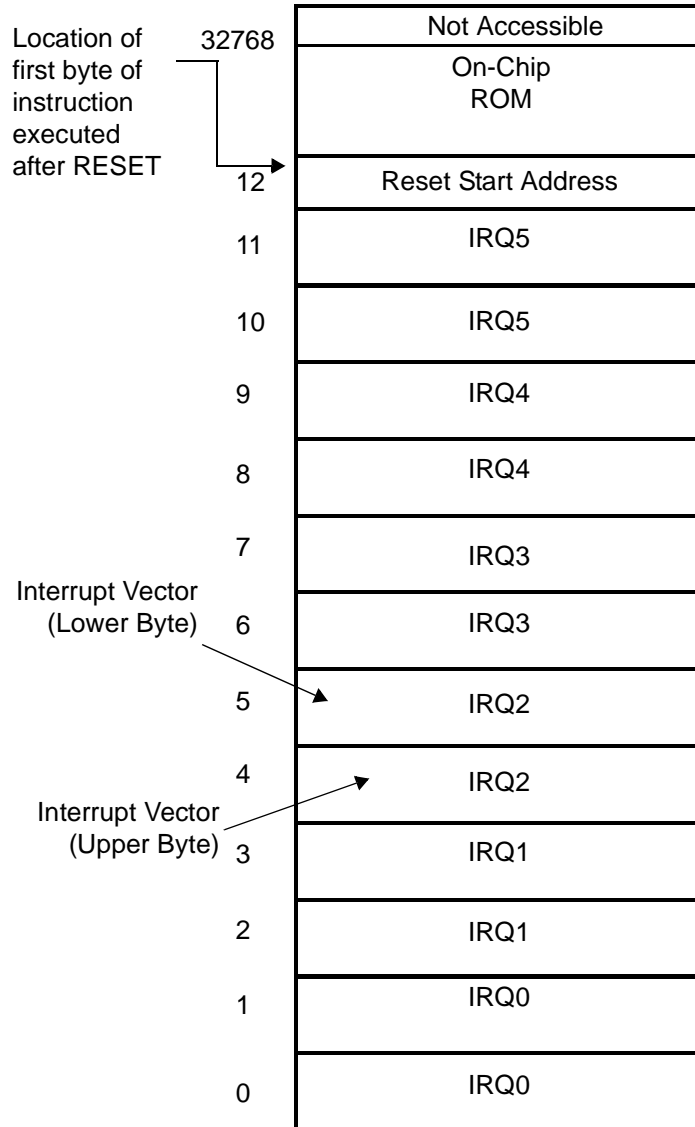 Location of
first byte of
instruction
executed
after RESET
32768
Not Accessible
On-Chip
ROM
12 Reset Start Address
11 IRQ5
10 IRQ5
9 IRQ4
8 IRQ4
7 IRQ3
Interrupt Vector
(Lower Byte)
6 IRQ3
5 IRQ2
4 IRQ2
Interrupt Vector
(Upper Byte)
3 IRQ1
2 IRQ1
1 IRQ0
0 IRQ0